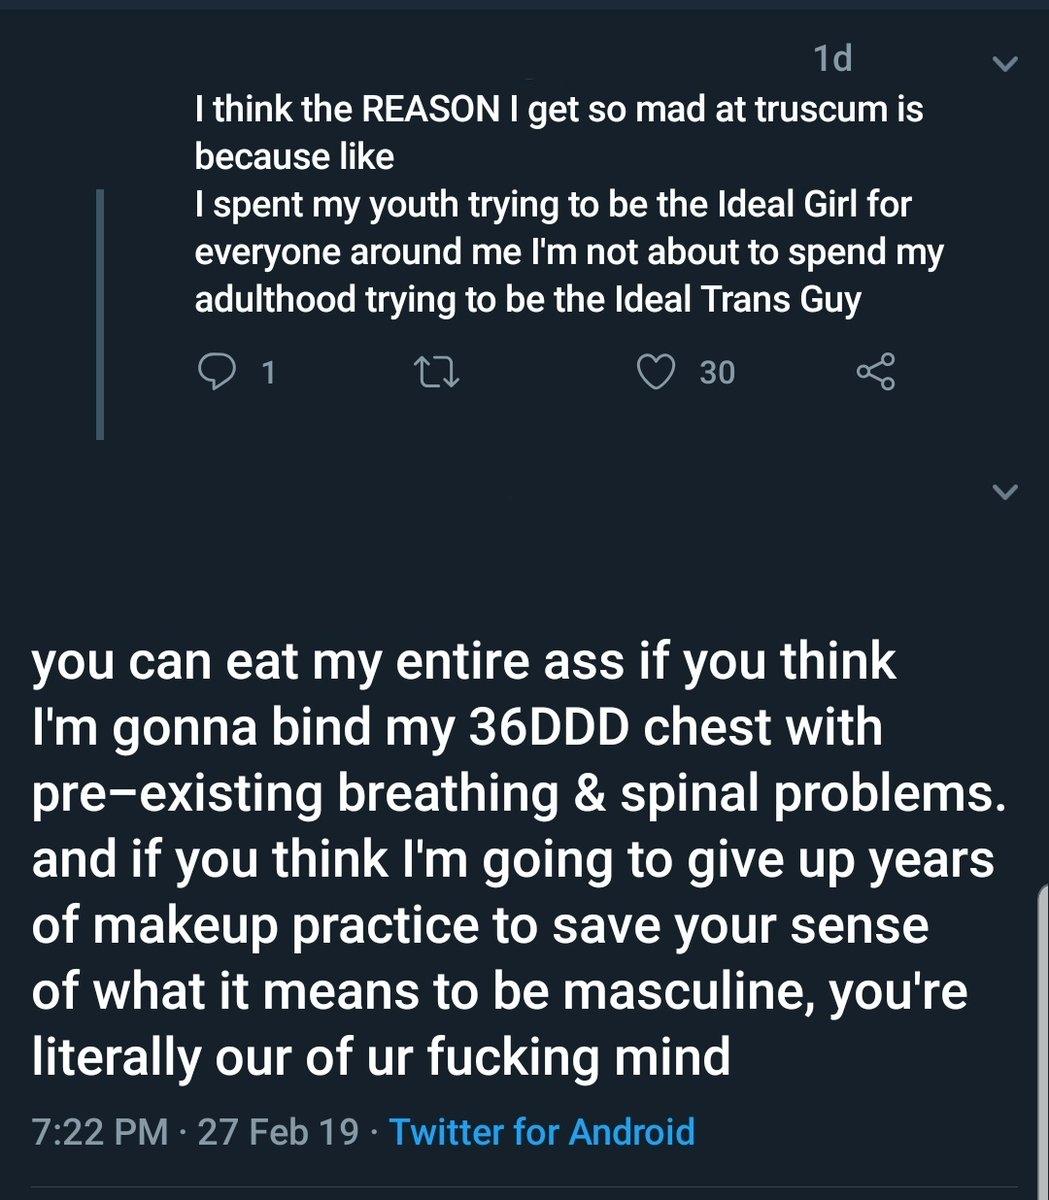 1d
I think the REASON I get so mad at truscum is
because like
I spent my youth trying to be the Ideal Girl for
everyone around me I'm not about to spend my
adulthood trying to be the Ideal Trans Guy
1 30
you can eat my entire ass if you think
I'm gonna bind my 36DDD chest with
pre–existing breathing & spinal problems.
and if you think I'm going to give up years
of makeup practice to save your sense
of what it means to be masculine, you're
literally our of ur fucking mind
7:22 PM · 27 Feb 19 · Twitter for Android